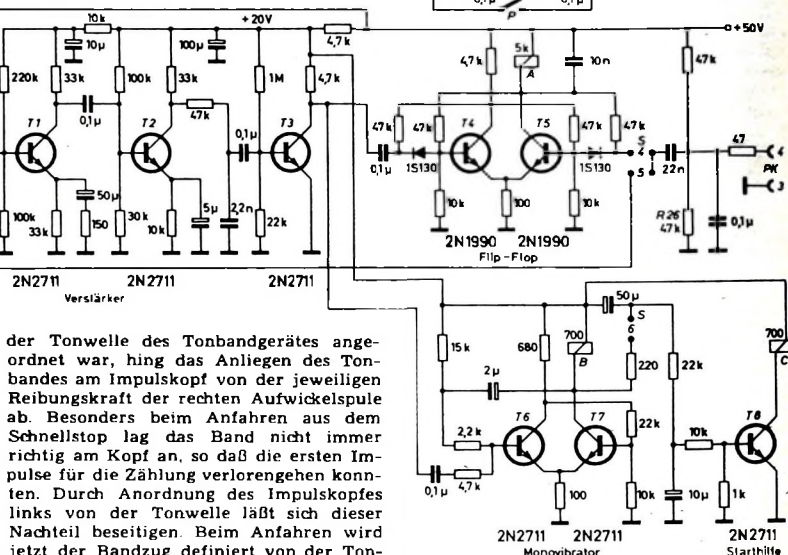 0,1µ
P
0,1µ
10k
+20V
+50V
10µ
100µ
4,7k
5k
A
10n
4,7k
47k
220k
33k
100k
33k
47k
1M
4,7k
0,1µ
0,1µ
T1
T2
T3
T4
T5
47k
47k
47k
47k
S
4
5
47
4
PK
3
0,1µ
1S130
1S130
22n
50µ
5µ
2,2n
10k
100
10k
R26
47k
0,1µ
100k
33k
150
30k
10k
22k
2N1990
2N1990
Flip-Flop
2N2711
2N2711
2N2711
Verstärker
der Tonwelle des Tonbandgerätes ange-
ordnet war, hing das Anliegen des Ton-
bandes am Impulskopf von der jeweiligen
Reibungskraft der rechten Aufwickelspule
ab. Besonders beim Anfahren aus dem
Schnellstop lag das Band nicht immer
richtig am Kopf an, so daß die ersten Im-
pulse für die Zählung verlorengehen konn-
ten. Durch Anordnung des Impulskopfes
links von der Tonwelle läßt sich dieser
Nachteil beseitigen. Beim Anfahren wird
jetzt der Bandzug definiert von der Ton-
50µ
S
6
15k
680
700
B
220
22k
700
C
2µ
2,2k
T6
T7
22k
10k
T8
0,1µ
4,7k
100
10k
10µ
1k
2N2711
2N2711
2N2711
Monovibrator
Starthilfe